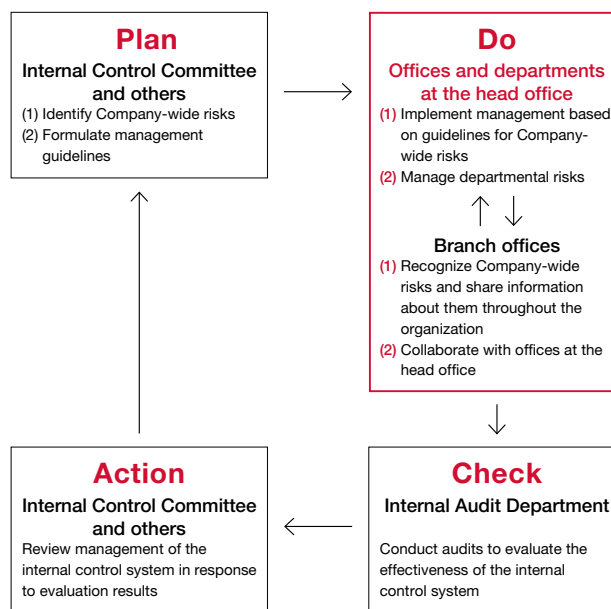 Plan
Internal Control Committee
and others
(1) Identify Company-wide risks
(2) Formulate management
guidelines
Do
Offices and departments
at the head office
(1) Implement management based
on guidelines for Company-
wide risks
(2) Manage departmental risks
Branch offices
(1) Recognize Company-wide
risks and share information
about them throughout the
organization
(2) Collaborate with offices at the
head office
Action
Internal Control Committee
and others
Review management of the
internal control system in response
to evaluation results
Check
Internal Audit Department
Conduct audits to evaluate the
effectiveness of the internal
control system